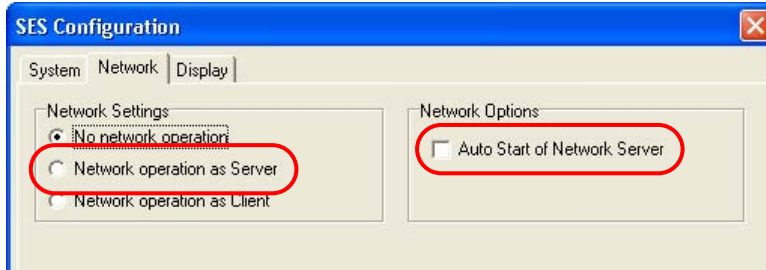 SES Configuration
System Network Display
Network Settings
No network operation
Network operation as Server
Network operation as Client
Network Options
Auto Start of Network Server